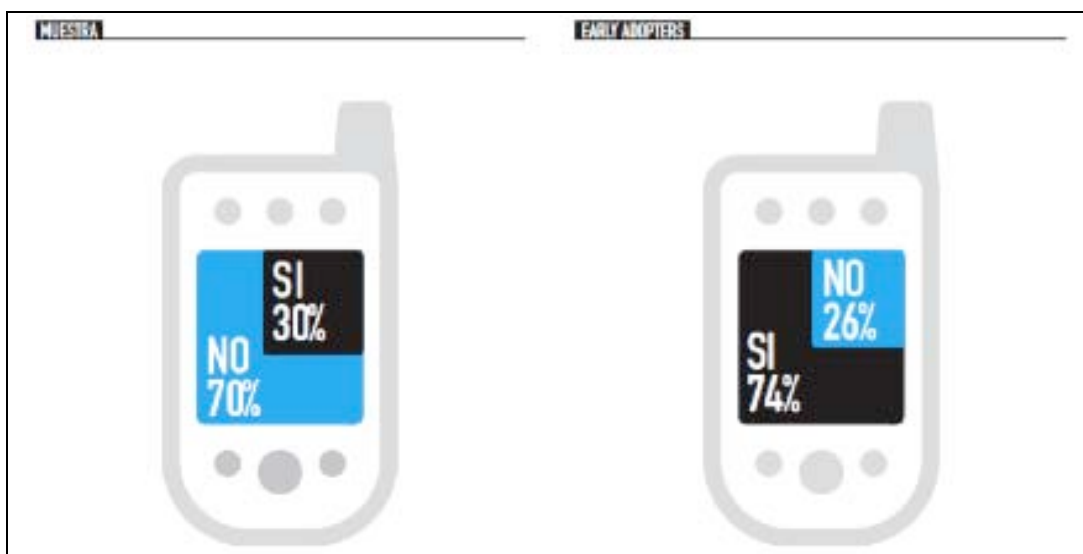 MUESTRA
EARLY ADOPTERS
SI
30%
NO
70%
NO
26%
SI
74%